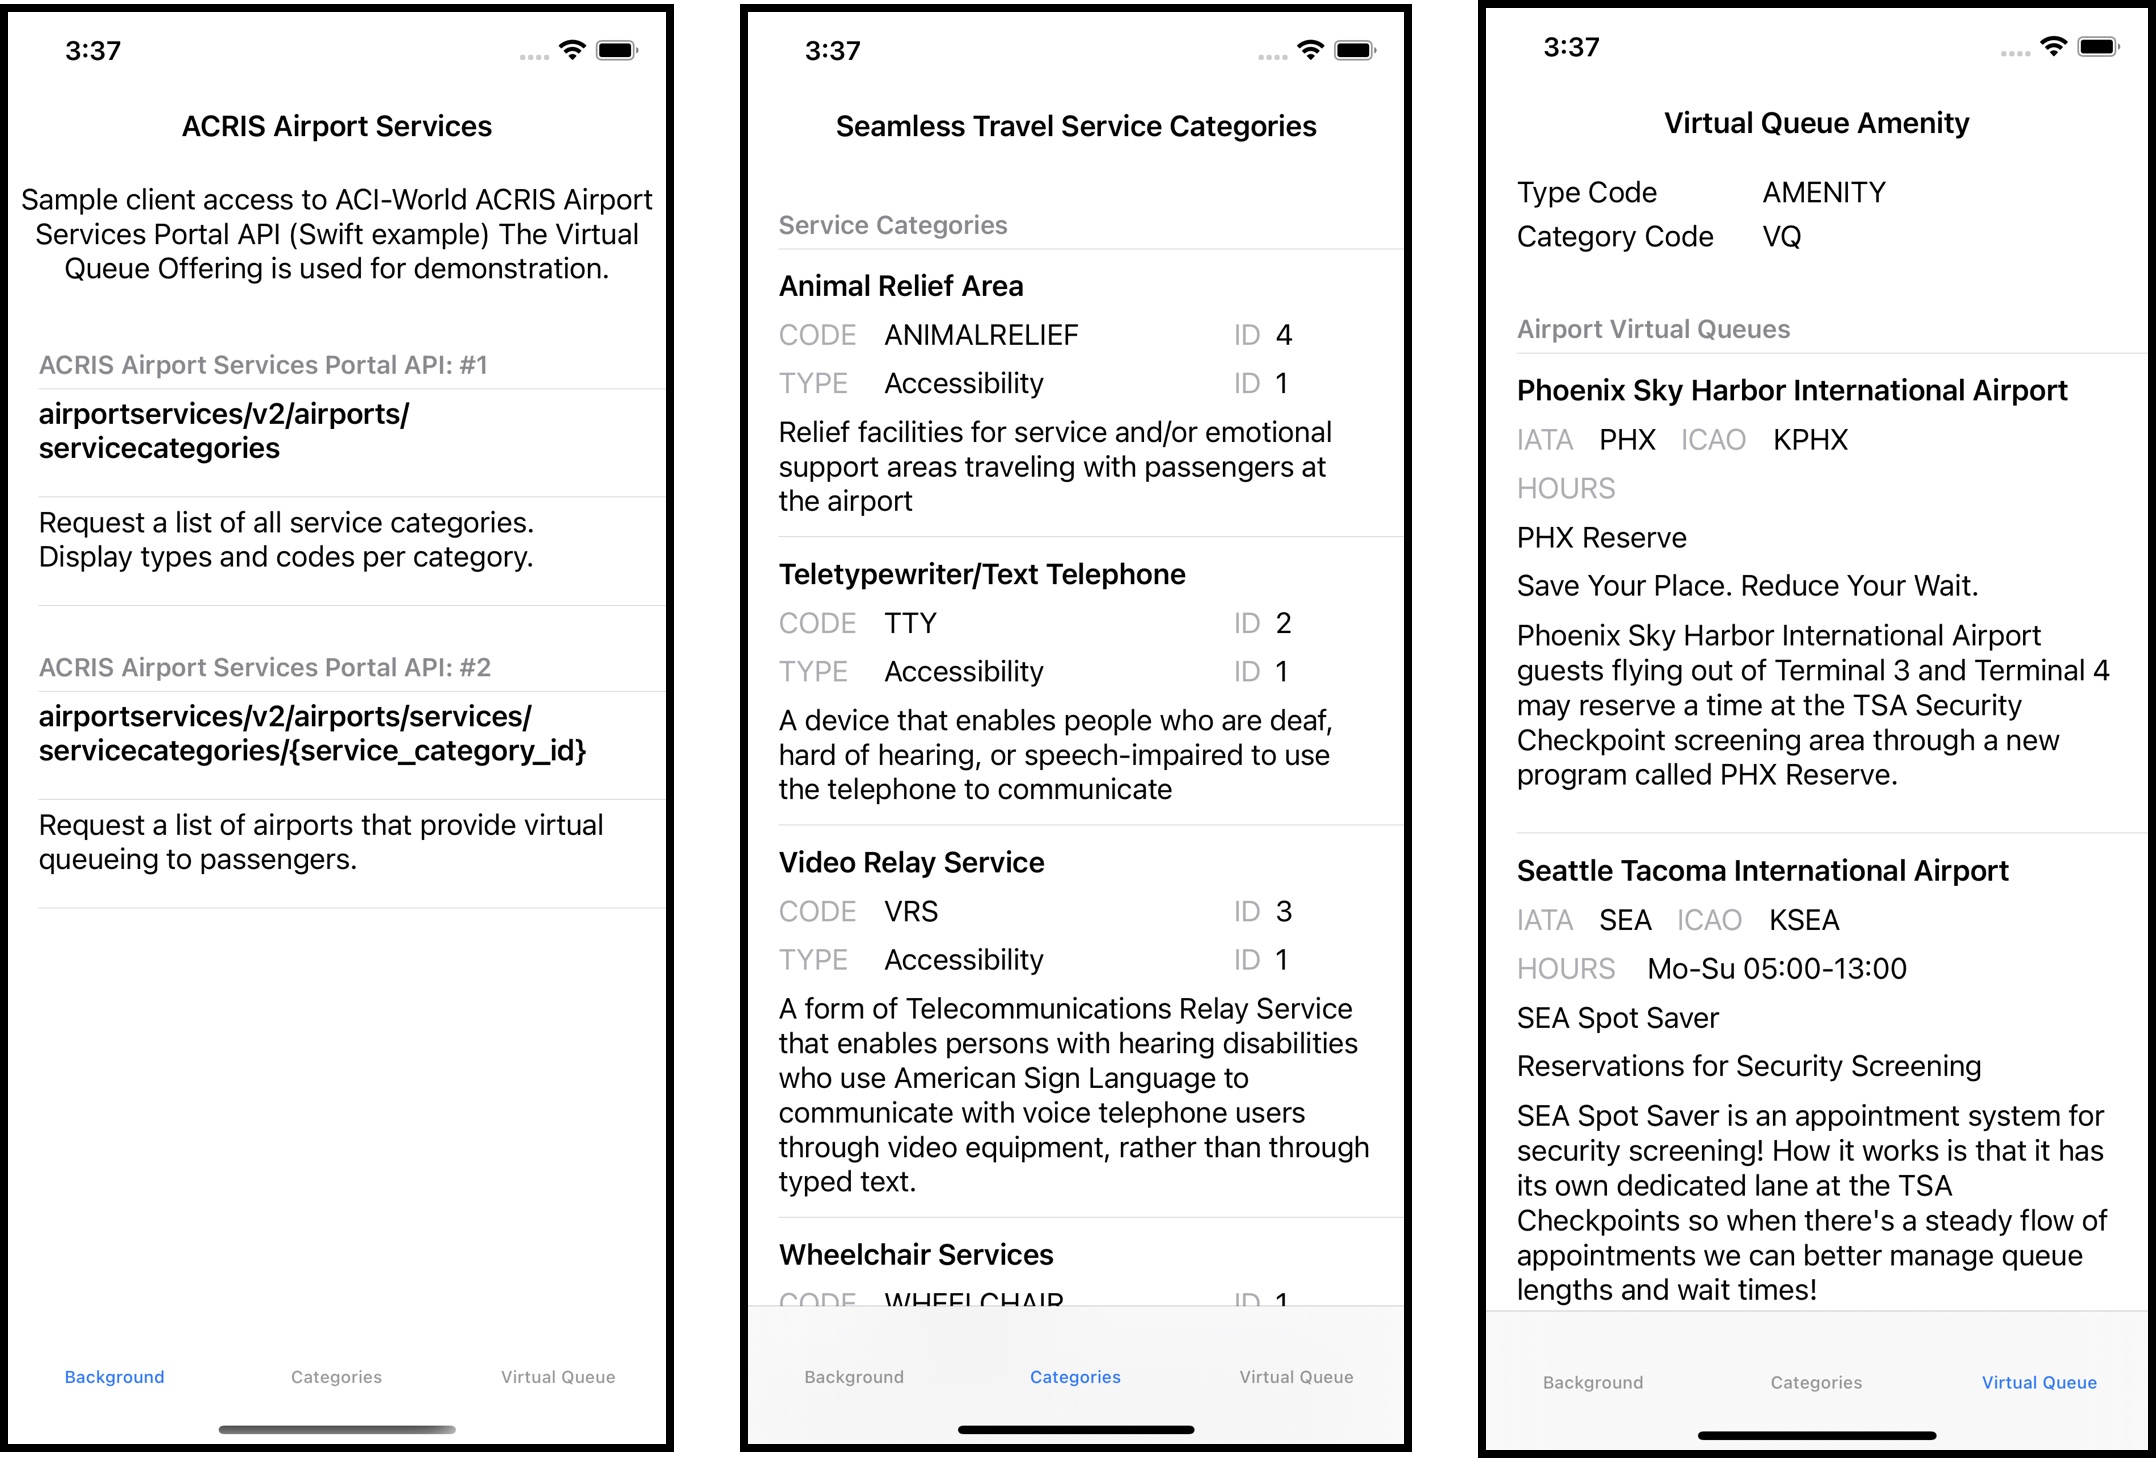 3:37
ACRIS Airport Services
Sample client access to ACI-World ACRIS Airport
Services Portal API (Swift example) The Virtual
Queue Offering is used for demonstration.
ACRIS Airport Services Portal API: #1
airportservices/v2/airports/
servicecategories
Request a list of all service categories.
Display types and codes per category.
ACRIS Airport Services Portal API: #2
airportservices/v2/airports/services/
servicecategories/{service_category_id}
Request a list of airports that provide virtual
queueing to passengers.
Background Categories Virtual Queue
3:37
Seamless Travel Service Categories
Service Categories
Animal Relief Area
CODE ANIMALRELIEF ID 4
TYPE Accessibility ID 1
Relief facilities for service and/or emotional
support areas traveling with passengers at
the airport
Teletypewriter/Text Telephone
CODE TTY ID 2
TYPE Accessibility ID 1
A device that enables people who are deaf,
hard of hearing, or speech-impaired to use
the telephone to communicate
Video Relay Service
CODE VRS ID 3
TYPE Accessibility ID 1
A form of Telecommunications Relay Service
that enables persons with hearing disabilities
who use American Sign Language to
communicate with voice telephone users
through video equipment, rather than through
typed text.
Wheelchair Services
CODE WHEELCHAIR ID 1
Background Categories Virtual Queue
3:37
Virtual Queue Amenity
Type Code AMENITY
Category Code VQ
Airport Virtual Queues
Phoenix Sky Harbor International Airport
IATA PHX ICAO KPHX
HOURS
PHX Reserve
Save Your Place. Reduce Your Wait.
Phoenix Sky Harbor International Airport
guests flying out of Terminal 3 and Terminal 4
may reserve a time at the TSA Security
Checkpoint screening area through a new
program called PHX Reserve.
Seattle Tacoma International Airport
IATA SEA ICAO KSEA
HOURS Mo-Su 05:00-13:00
SEA Spot Saver
Reservations for Security Screening
SEA Spot Saver is an appointment system for
security screening! How it works is that it has
its own dedicated lane at the TSA
Checkpoints so when there's a steady flow of
appointments we can better manage queue
lengths and wait times!
Background Categories Virtual Queue